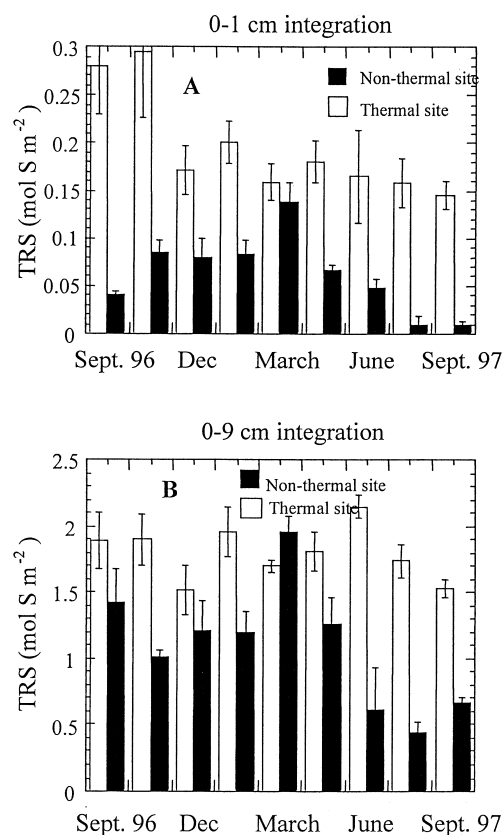 0-1 cm integration
0.3
0.25
0.2
0.15
0.1
0.05
0
TRS (mol S m-2)
A
Non-thermal site
Thermal site
Sept. 96 Dec March June Sept. 97
0-9 cm integration
2.5
2
1.5
1
0.5
0
TRS (mol S m-2)
B
Non-thermal site
Thermal site
Sept. 96 Dec March June Sept. 97